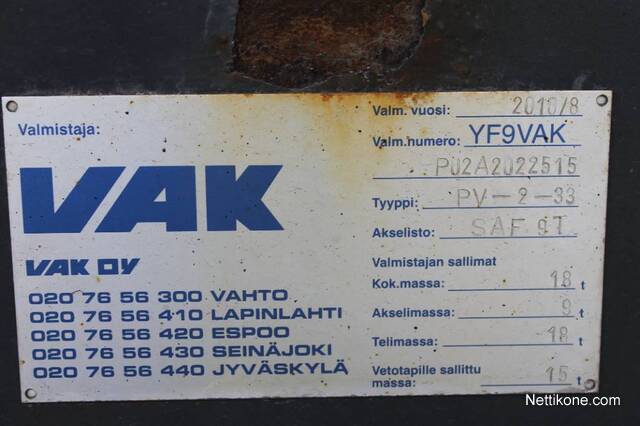 Valmistaja:
VAK
VAK OY
020 76 56 300 VAHTO
020 76 56 410 LAPINLAHTI
020 76 56 420 ESPOO
020 76 56 430 SEINÄJOKI
020 76 56 440 JYVÄSKYLÄ
Valm. vuosi: 2010/8
Valm.numero: YF9VAK
P02A2022515
Tyyppi: PV-2-33
Akselisto: SAF 9T
Valmistajan sallimat
Kok.massa: 18 t
Akselimassa: 9 t
Telimassa: 18 t
Vetotapille sallittu
massa: 15 t
Nettikone.com